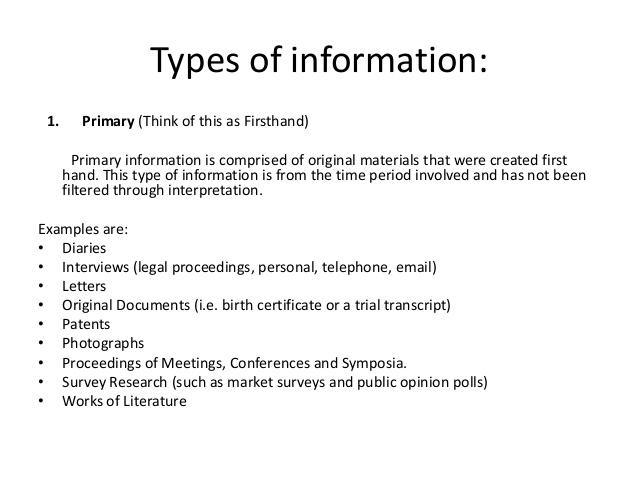 Types of information:
1. Primary (Think of this as Firsthand)
Primary information is comprised of original materials that were created first
hand. This type of information is from the time period involved and has not been
filtered through interpretation.
Examples are:
• Diaries
• Interviews (legal proceedings, personal, telephone, email)
• Letters
• Original Documents (i.e. birth certificate or a trial transcript)
• Patents
• Photographs
• Proceedings of Meetings, Conferences and Symposia.
• Survey Research (such as market surveys and public opinion polls)
• Works of Literature